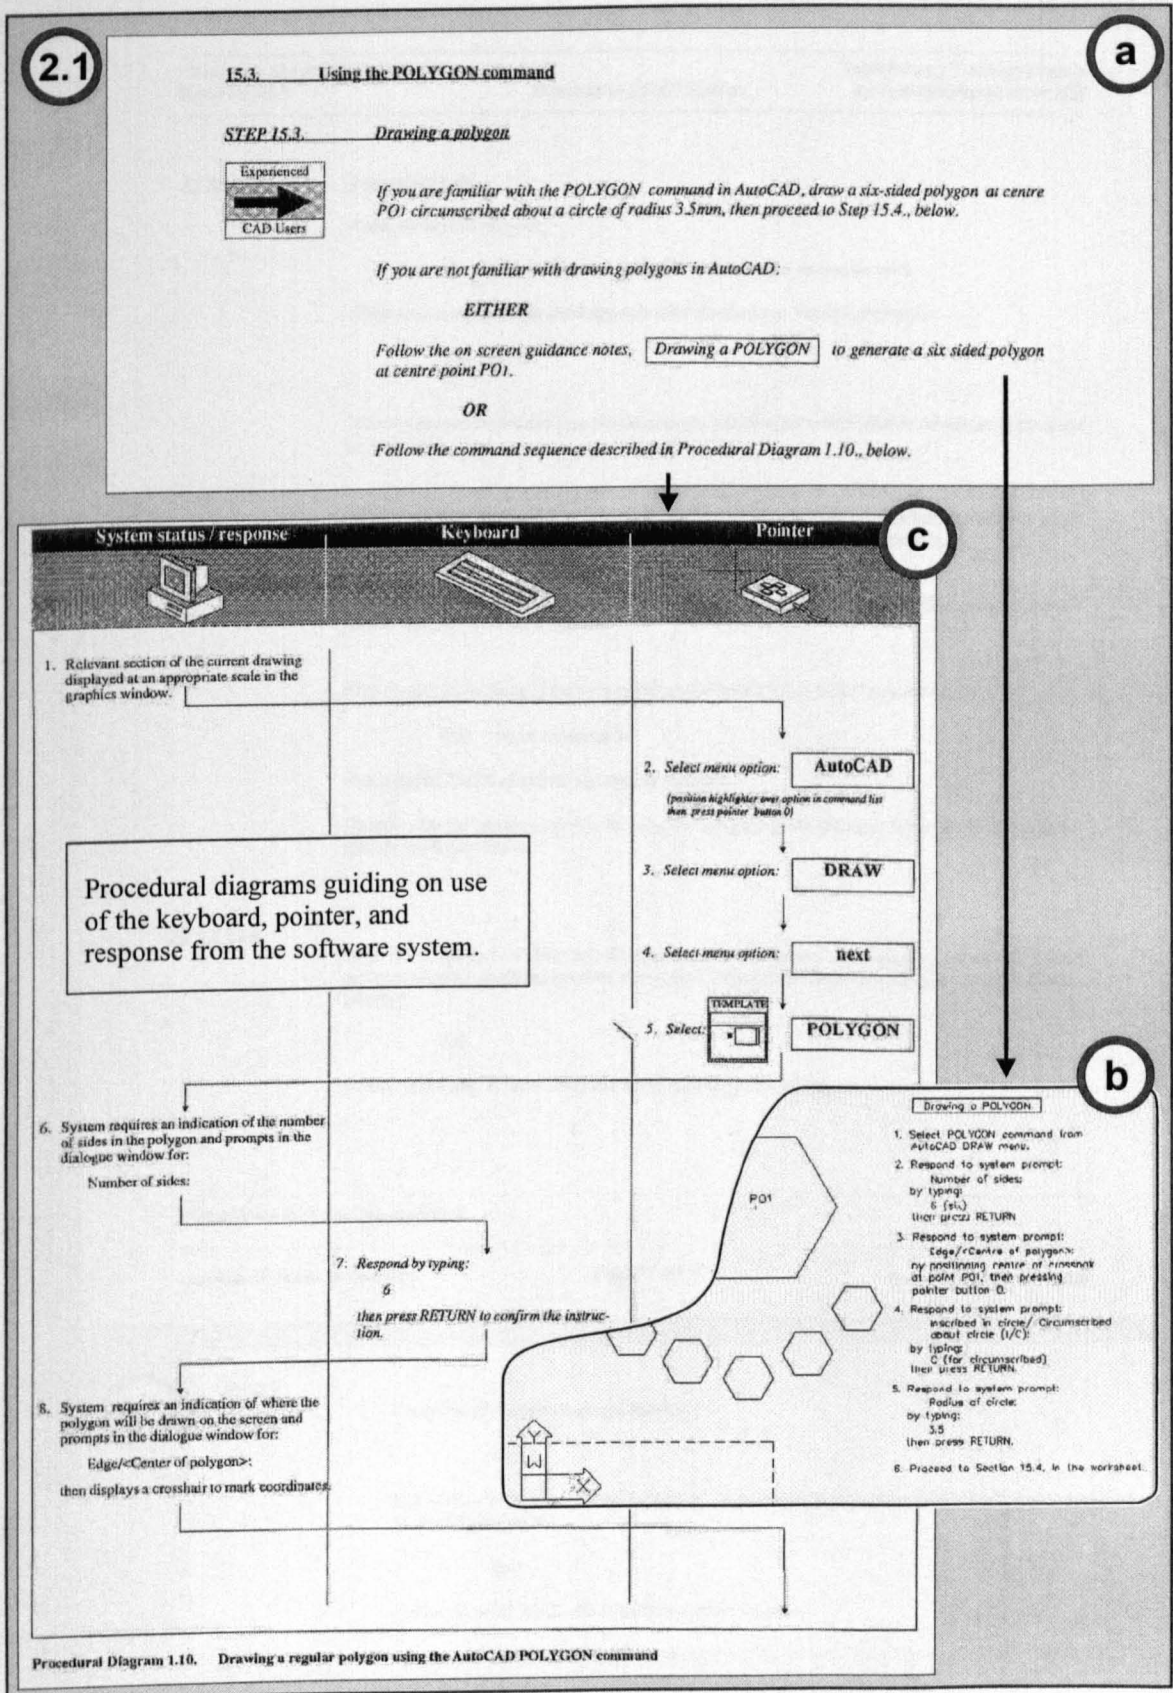 2.1
a
15.3. Using the POLYGON command
STEP 15.3. Drawing a polygon
Experienced
CAD Users
If you are familiar with the POLYGON command in AutoCAD, draw a six-sided polygon at centre
PO1 circumscribed about a circle of radius 3.5mm, then proceed to Step 15.4., below.
If you are not familiar with drawing polygons in AutoCAD:
EITHER
Follow the on screen guidance notes, Drawing a POLYGON to generate a six sided polygon
at centre point PO1.
OR
Follow the command sequence described in Procedural Diagram 1.10., below.
c
System status / response Keyboard Pointer
1. Relevant section of the current drawing
displayed at an appropriate scale in the
graphics window.
2. Select menu option: AutoCAD
(position highlighter over option in command list
then press pointer button 0)
3. Select menu option: DRAW
Procedural diagrams guiding on use
of the keyboard, pointer, and
response from the software system.
4. Select menu option: next
TEMPLATE
5. Select: POLYGON
6. System requires an indication of the number
of sides in the polygon and prompts in the
dialogue window for:
Number of sides:
7. Respond by typing:
6
then press RETURN to confirm the instruc-
tion.
8. System requires an indication of where the
polygon will be drawn on the screen and
prompts in the dialogue window for:
Edge/<Center of polygon>:
then displays a crosshair to mark coordinates.
b
Drawing a POLYGON
1. Select POLYGON command from
AutoCAD DRAW menu.
2. Respond to system prompt:
Number of sides:
by typing:
6 (six)
then press RETURN
3. Respond to system prompt:
Edge/<Centre of polygon>:
by positioning centre of crosshair
at point PO1, then pressing
pointer button 0.
4. Respond to system prompt:
Inscribed in circle/ Circumscribed
about circle (I/C):
by typing:
C (for circumscribed)
then press RETURN.
5. Respond to system prompt:
Radius of circle:
by typing:
3.5
then press RETURN.
6. Proceed to Section 15.4. in the worksheet.
PO1
Y
W
X
Procedural Diagram 1.10. Drawing a regular polygon using the AutoCAD POLYGON command